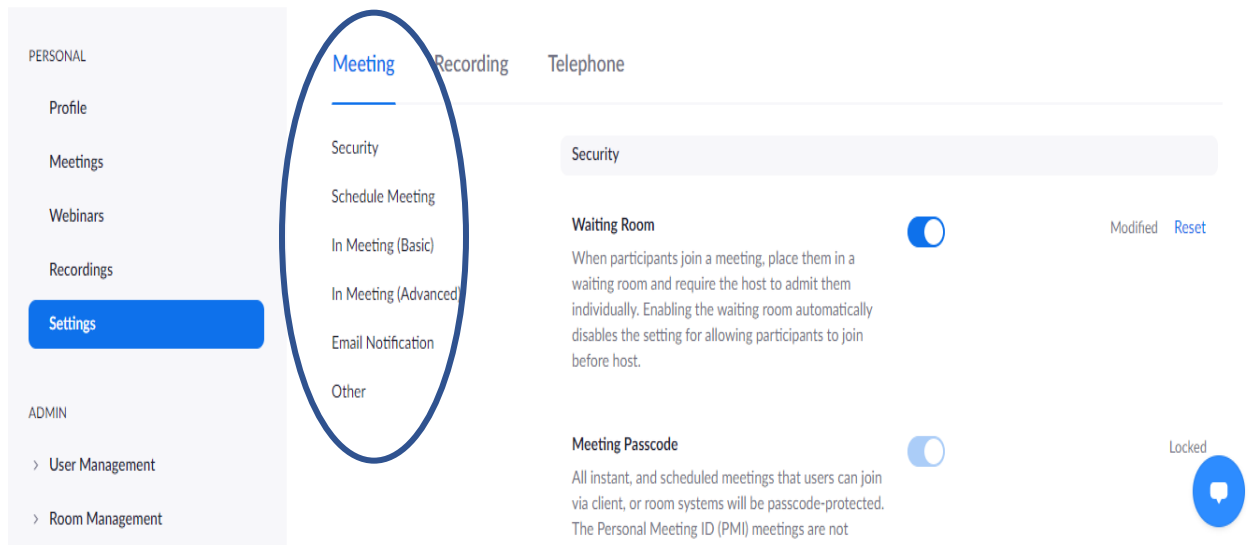 PERSONAL
Profile
Meetings
Webinars
Recordings
Settings
ADMIN
User Management
Room Management
Meeting
Recording
Telephone
Security
Schedule Meeting
In Meeting (Basic)
In Meeting (Advanced)
Email Notification
Other
Security
Waiting Room
Modified Reset
When participants join a meeting, place them in a
waiting room and require the host to admit them
individually. Enabling the waiting room automatically
disables the setting for allowing participants to join
before host.
Meeting Passcode
Locked
All instant, and scheduled meetings that users can join
via client, or room systems will be passcode-protected.
The Personal Meeting ID (PMI) meetings are not